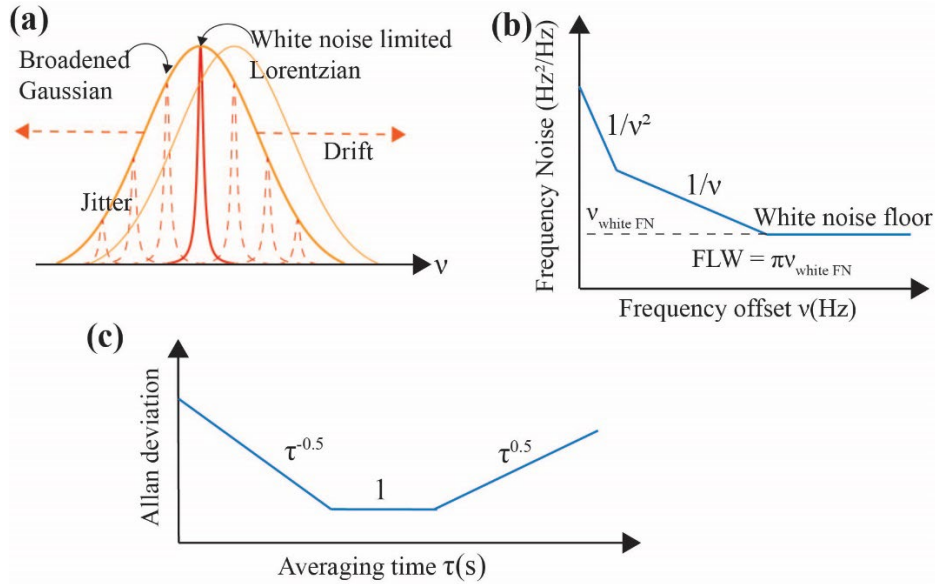 (a)
Broadened
Gaussian
White noise limited
Lorentzian
Drift
Jitter
ν
(b)
Frequency Noise (Hz²/Hz)
1/ν²
1/ν
ν_white FN
White noise floor
FLW = πν_white FN
Frequency offset ν(Hz)
(c)
Allan deviation
τ^-0.5
1
τ^0.5
Averaging time τ(s)